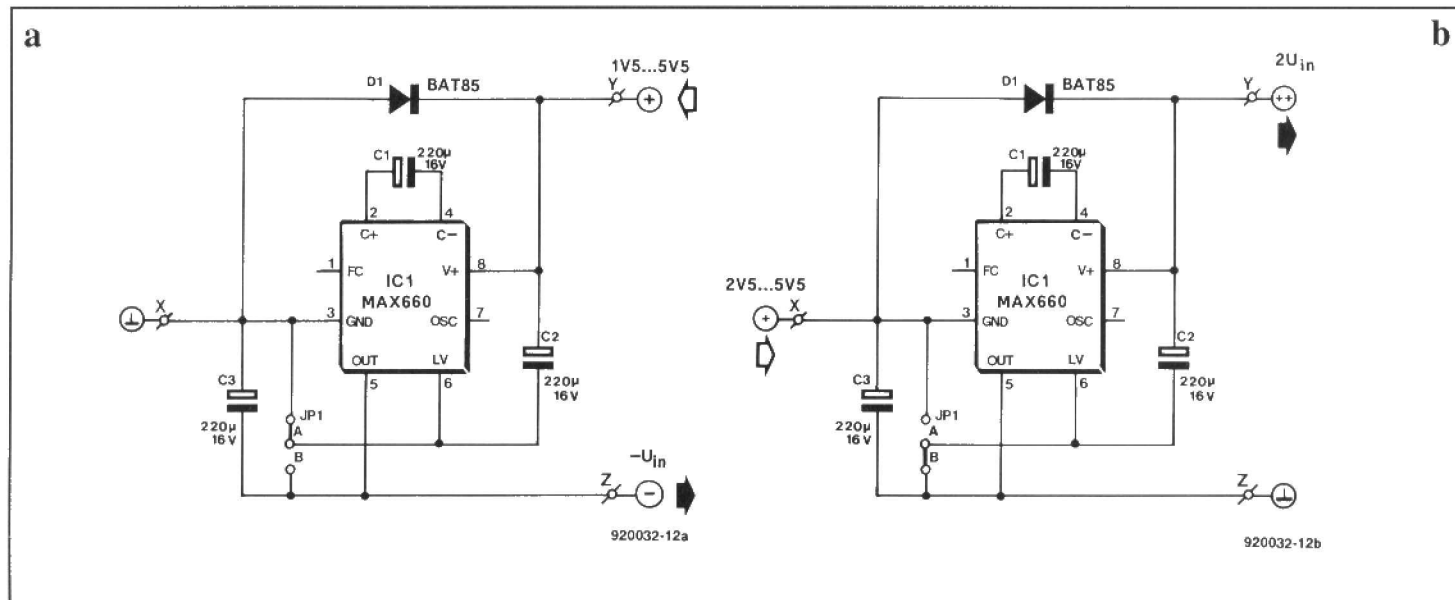 a
1V5...5V5
D1 BAT85
Y
+
C1 220µ
16V
2 4
C+ C−
1 FC V+ 8
IC1
MAX660
X
⊥
3 GND OSC 7
OUT LV
5 6
C2
220µ
16V
C3
220µ
16V
JP1
A
B
−Uin
Z
−
920032-12a
b
2Uin
D1 BAT85
Y
++
C1 220µ
16V
2 4
C+ C−
1 FC V+ 8
IC1
MAX660
2V5...5V5
X
+
3 GND OSC 7
OUT LV
5 6
C2
220µ
16V
C3
220µ
16V
JP1
A
B
Z
⊥
920032-12b